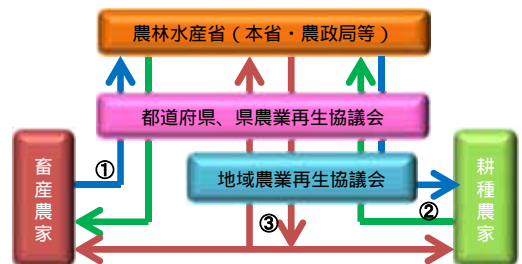 農林水産省（本省・農政局等）
都道府県、県農業再生協議会
地域農業再生協議会
畜産農家
耕種農家
①
②
③